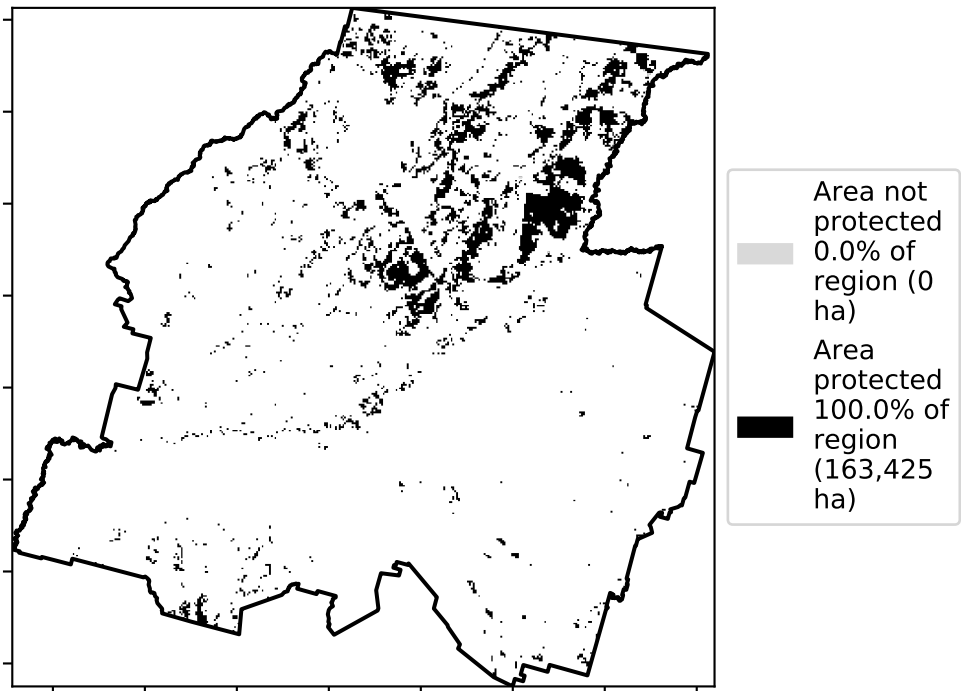 Area not
protected
0.0% of
region (0
ha)
Area
protected
100.0% of
region
(163,425
ha)